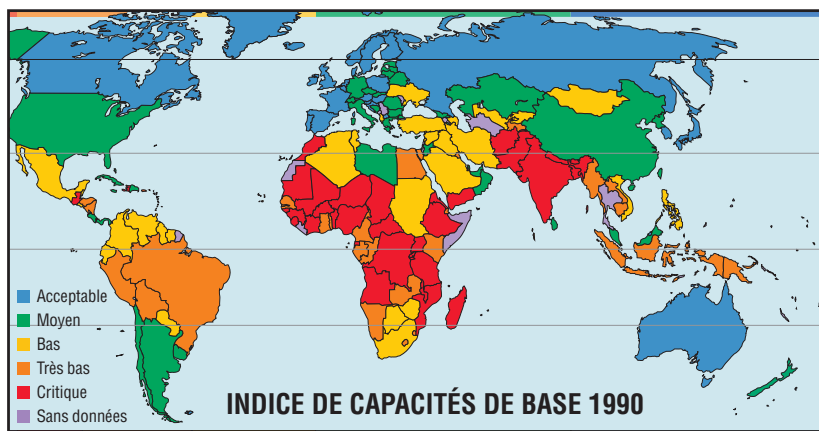 Acceptable
Moyen
Bas
Très bas
Critique
Sans données
INDICE DE CAPACITÉS DE BASE 1990